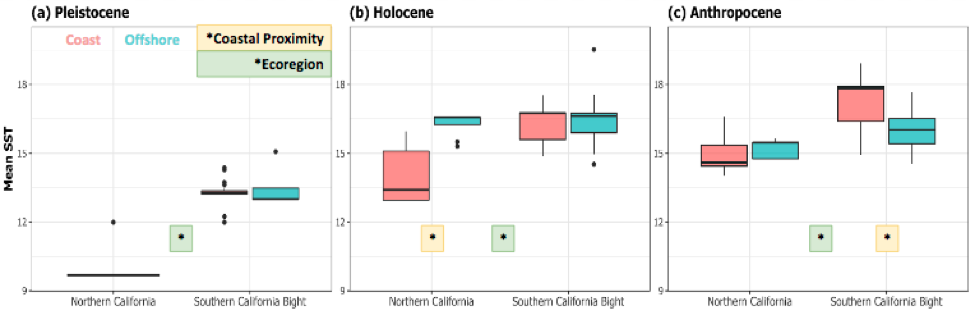 (a) Pleistocene
(b) Holocene
(c) Anthropocene
Coast
Offshore
*Coastal Proximity
*Ecoregion
Mean SST
18
15
12
9
*
Northern California
Southern California Bight
18
15
12
9
*
*
Northern California
Southern California Bight
18
15
12
9
*
*
Northern California
Southern California Bight